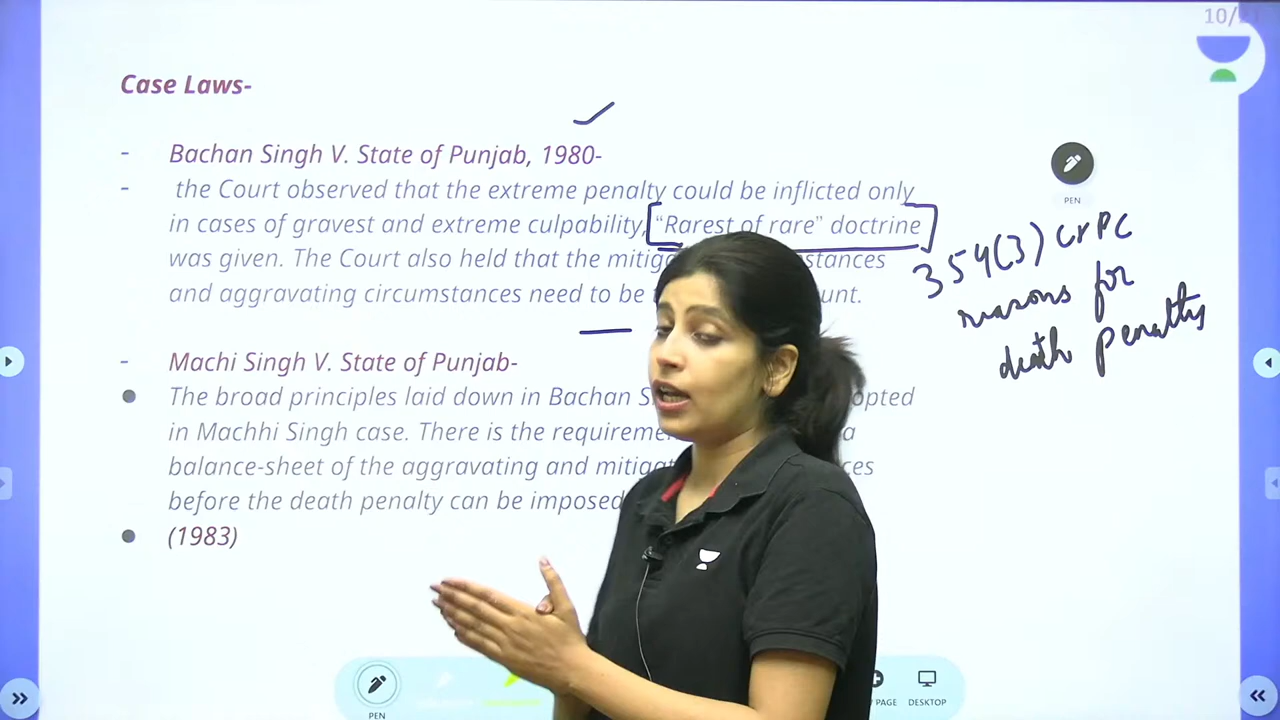 10/
Case Laws-
- Bachan Singh V. State of Punjab, 1980-
- the Court observed that the extreme penalty could be inflicted only
in cases of gravest and extreme culpability, “Rarest of rare” doctrine
was given. The Court also held that the
and aggravating circumstances need to be
- Machi Singh V. State of Punjab-
● The broad principles laid down in Bachan
in Machhi Singh case. There is the a
balance-sheet of the aggravating and
before the death penalty can be imposed
● (1983)
PEN
354(3) CrPC
reasons for
death penalty
PEN
PAGE
DESKTOP